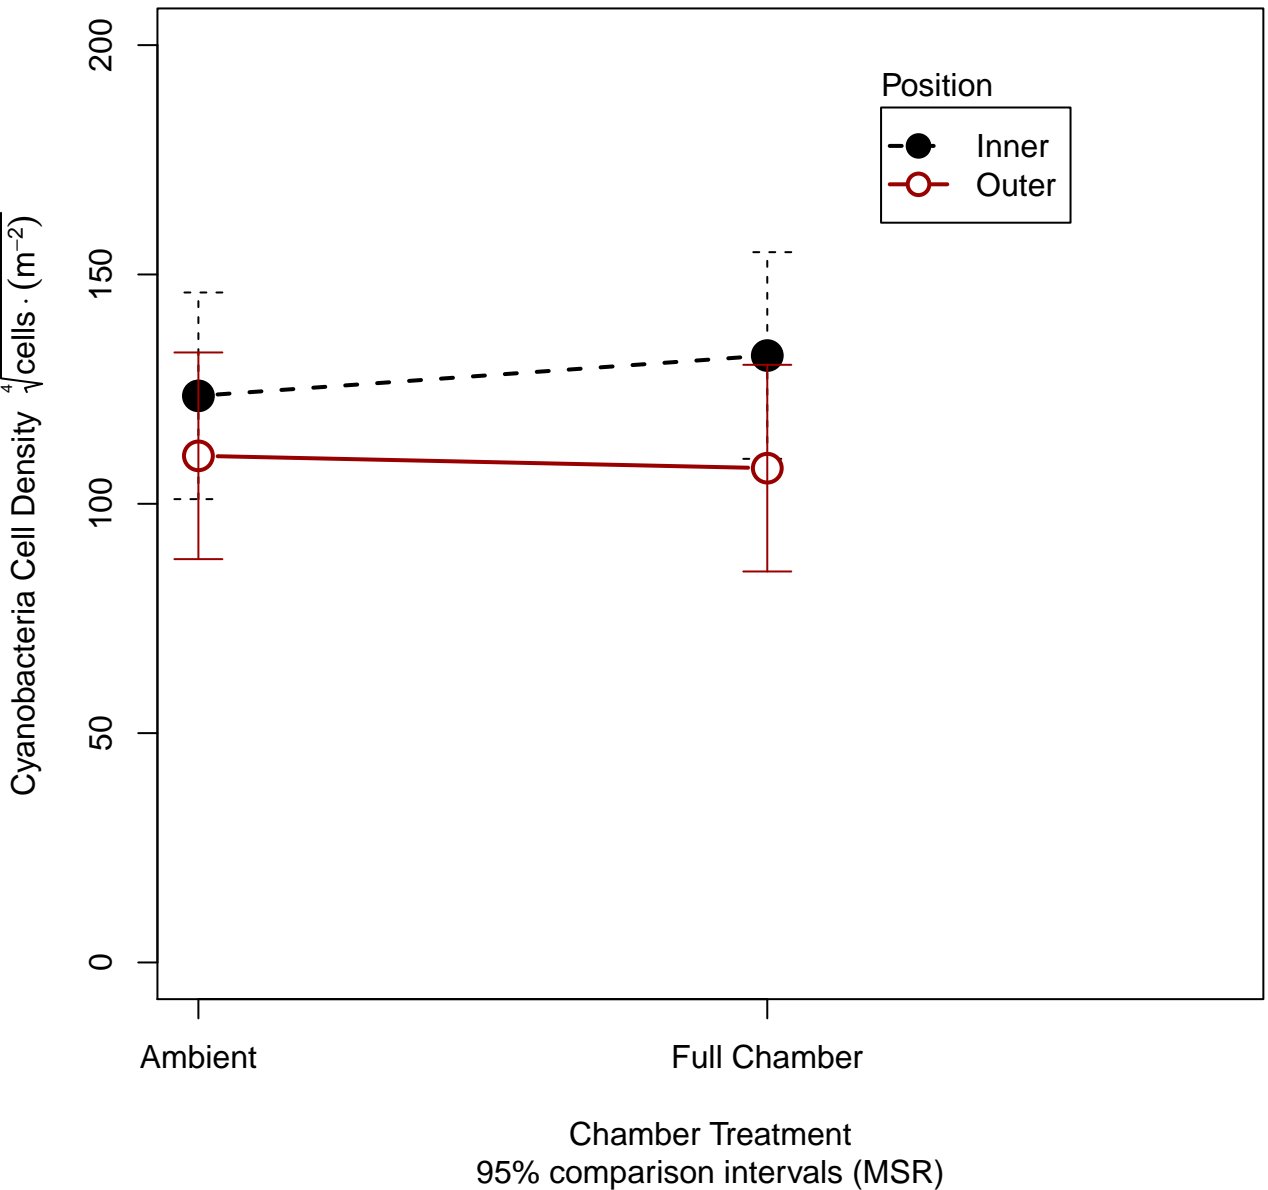 Cyanobacteria Cell Density ∜cells · (m⁻²)
200
150
100
50
0
Position
Inner
Outer
Ambient Full Chamber
Chamber Treatment
95% comparison intervals (MSR)